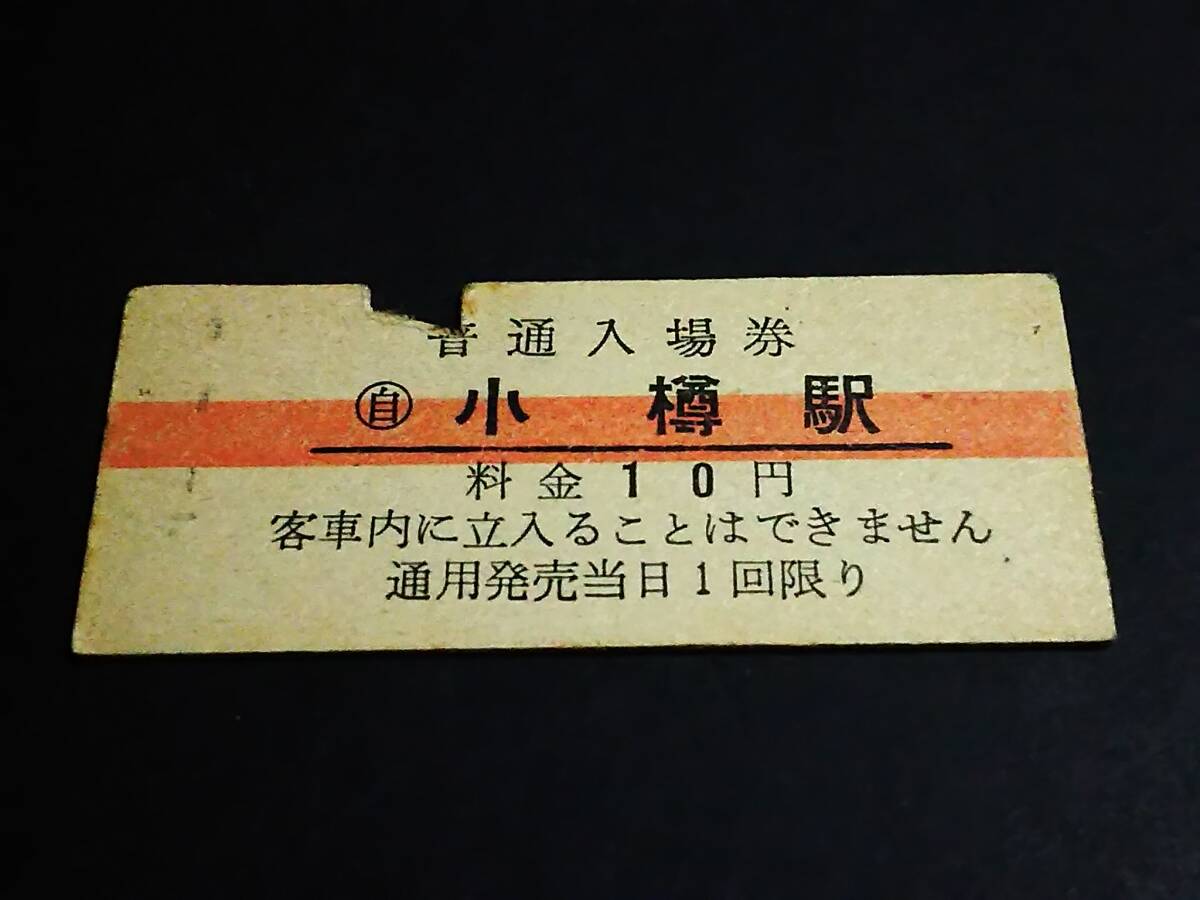 普通入場券
自 小樽駅
料金10円
客車内に立入ることはできません
通用発売当日1回限り